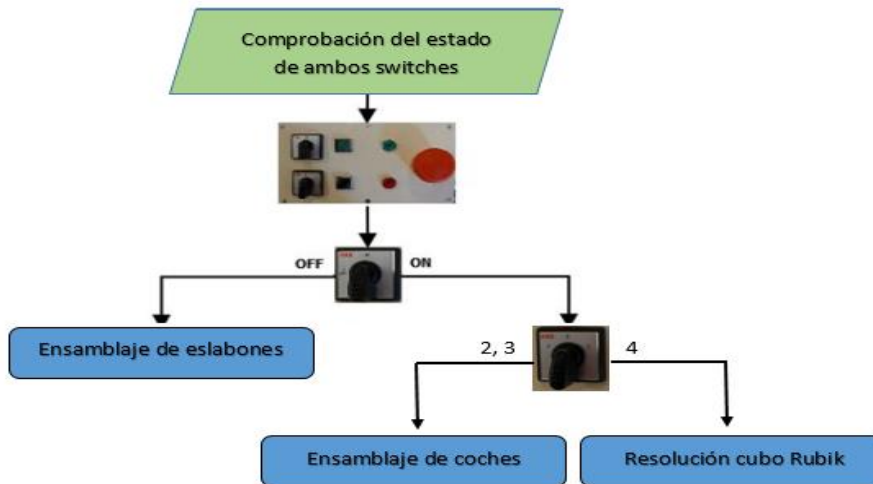 Comprobación del estado
de ambos switches
OFF
ON
Ensamblaje de eslabones
2, 3
4
Ensamblaje de coches
Resolución cubo Rubik